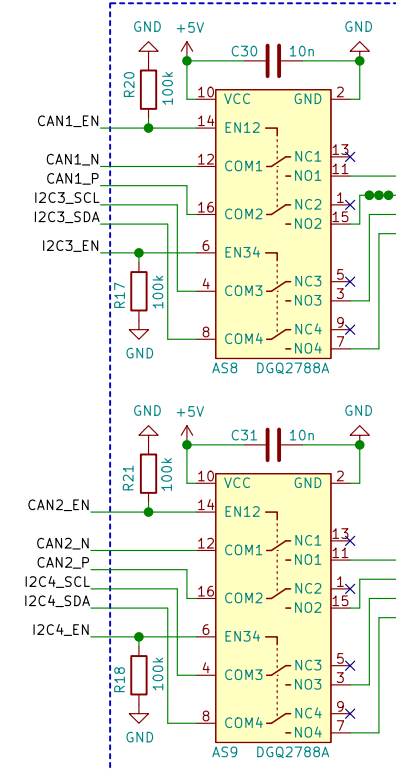 GND
+5V
GND
C30
10n
R20
100k
10
VCC
GND
2
CAN1_EN
14
EN12
CAN1_N
12
COM1
NC1
13
NO1
11
CAN1_P
I2C3_SCL
16
COM2
NC2
1
NO2
15
I2C3_SDA
I2C3_EN
6
EN34
R17
100k
4
COM3
NC3
5
NO3
3
8
COM4
NC4
9
NO4
7
GND
AS8
DGQ2788A
GND
+5V
GND
C31
10n
R21
100k
10
VCC
GND
2
CAN2_EN
14
EN12
CAN2_N
12
COM1
NC1
13
NO1
11
CAN2_P
I2C4_SCL
16
COM2
NC2
1
NO2
15
I2C4_SDA
I2C4_EN
6
EN34
R18
100k
4
COM3
NC3
5
NO3
3
8
COM4
NC4
9
NO4
7
GND
AS9
DGQ2788A